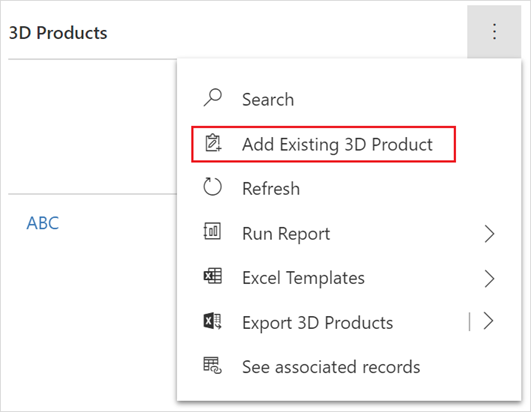 3D Products
Search
Add Existing 3D Product
Refresh
ABC
Run Report
Excel Templates
Export 3D Products
See associated records